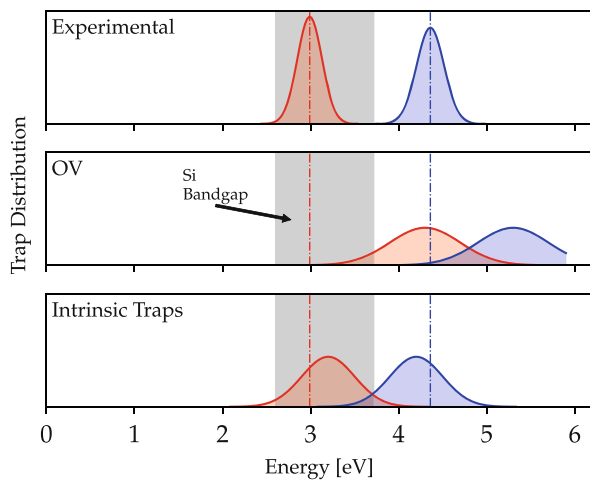 Experimental
OV
Si
Bandgap
Intrinsic Traps
Trap Distribution
0 1 2 3 4 5 6
Energy [eV]